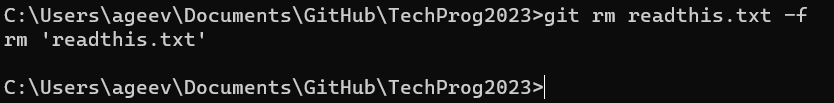 C:\Users\ageev\Documents\GitHub\TechProg2023>git rm readthis.txt -f
rm 'readthis.txt'
C:\Users\ageev\Documents\GitHub\TechProg2023>